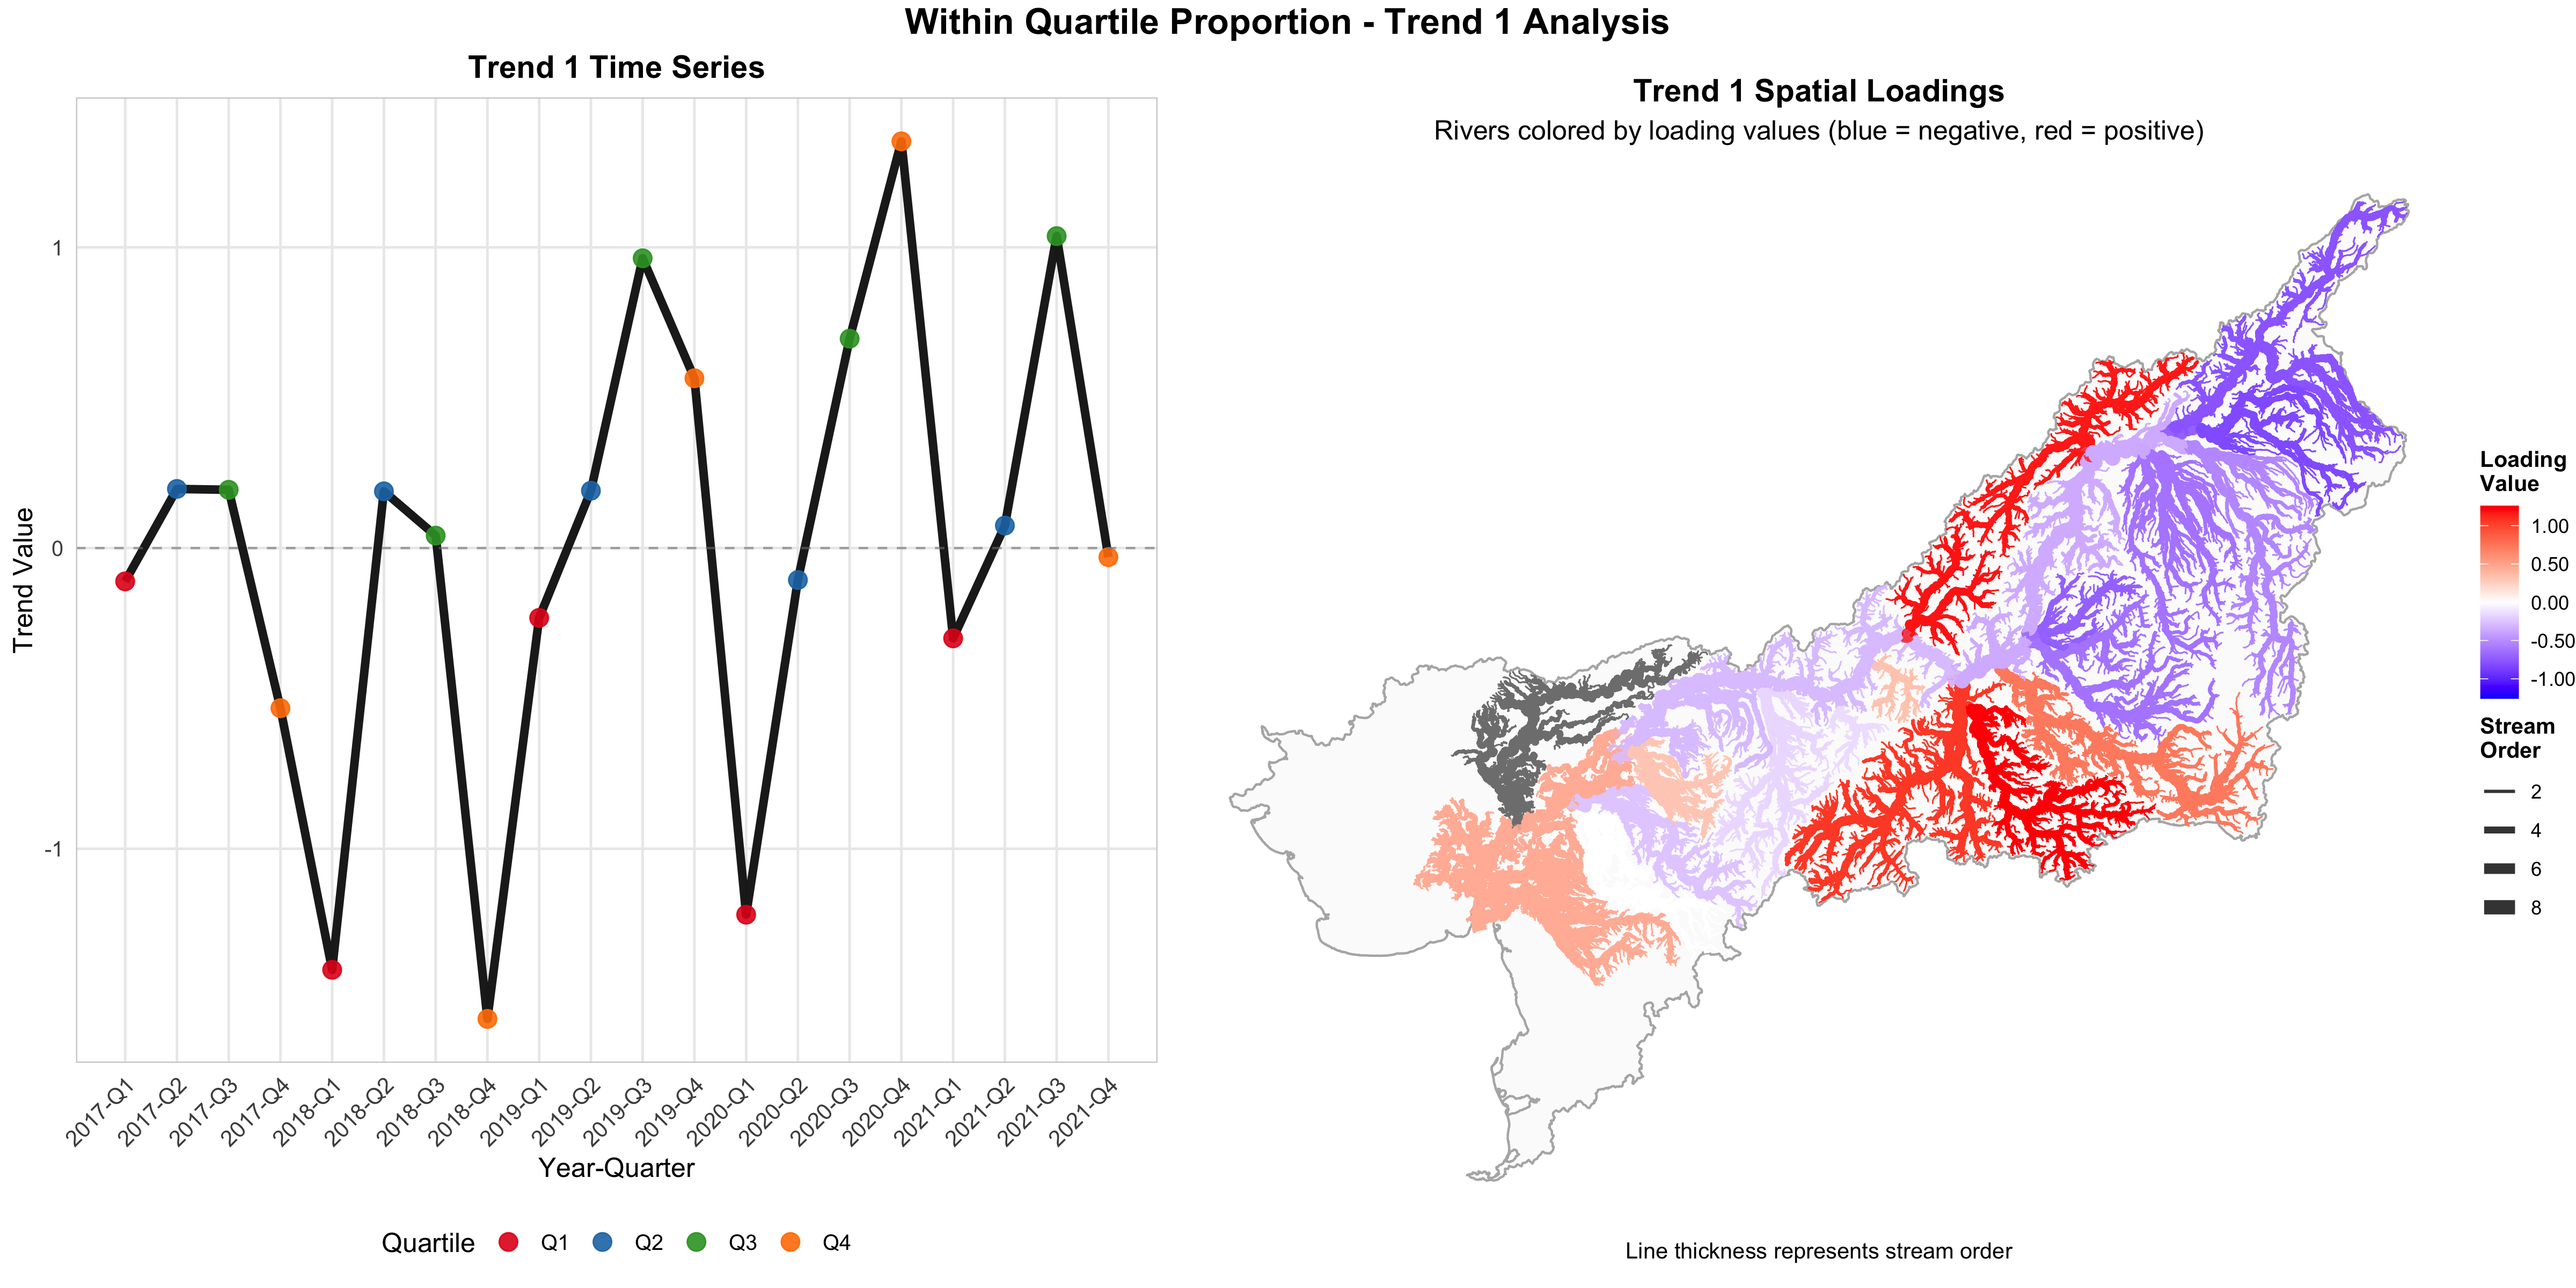 Within Quartile Proportion - Trend 1 Analysis
Trend 1 Time Series
Trend Value
1
0
-1
2017-Q1
2017-Q2
2017-Q3
2017-Q4
2018-Q1
2018-Q2
2018-Q3
2018-Q4
2019-Q1
2019-Q2
2019-Q3
2019-Q4
2020-Q1
2020-Q2
2020-Q3
2020-Q4
2021-Q1
2021-Q2
2021-Q3
2021-Q4
Year-Quarter
Quartile Q1 Q2 Q3 Q4
Trend 1 Spatial Loadings
Rivers colored by loading values (blue = negative, red = positive)
Loading
Value
1.00
0.50
0.00
-0.50
-1.00
Stream
Order
2
4
6
8
Line thickness represents stream order